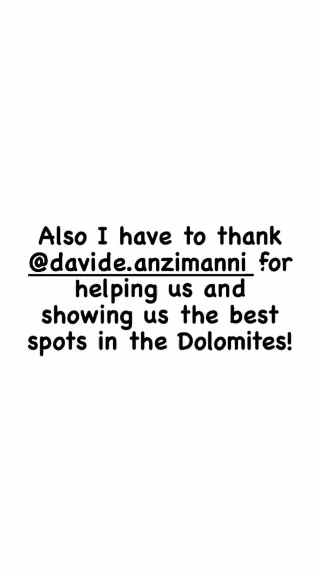 Also I have to thank
@davide.anzimanni for
helping us and
showing us the best
spots in the Dolomites!